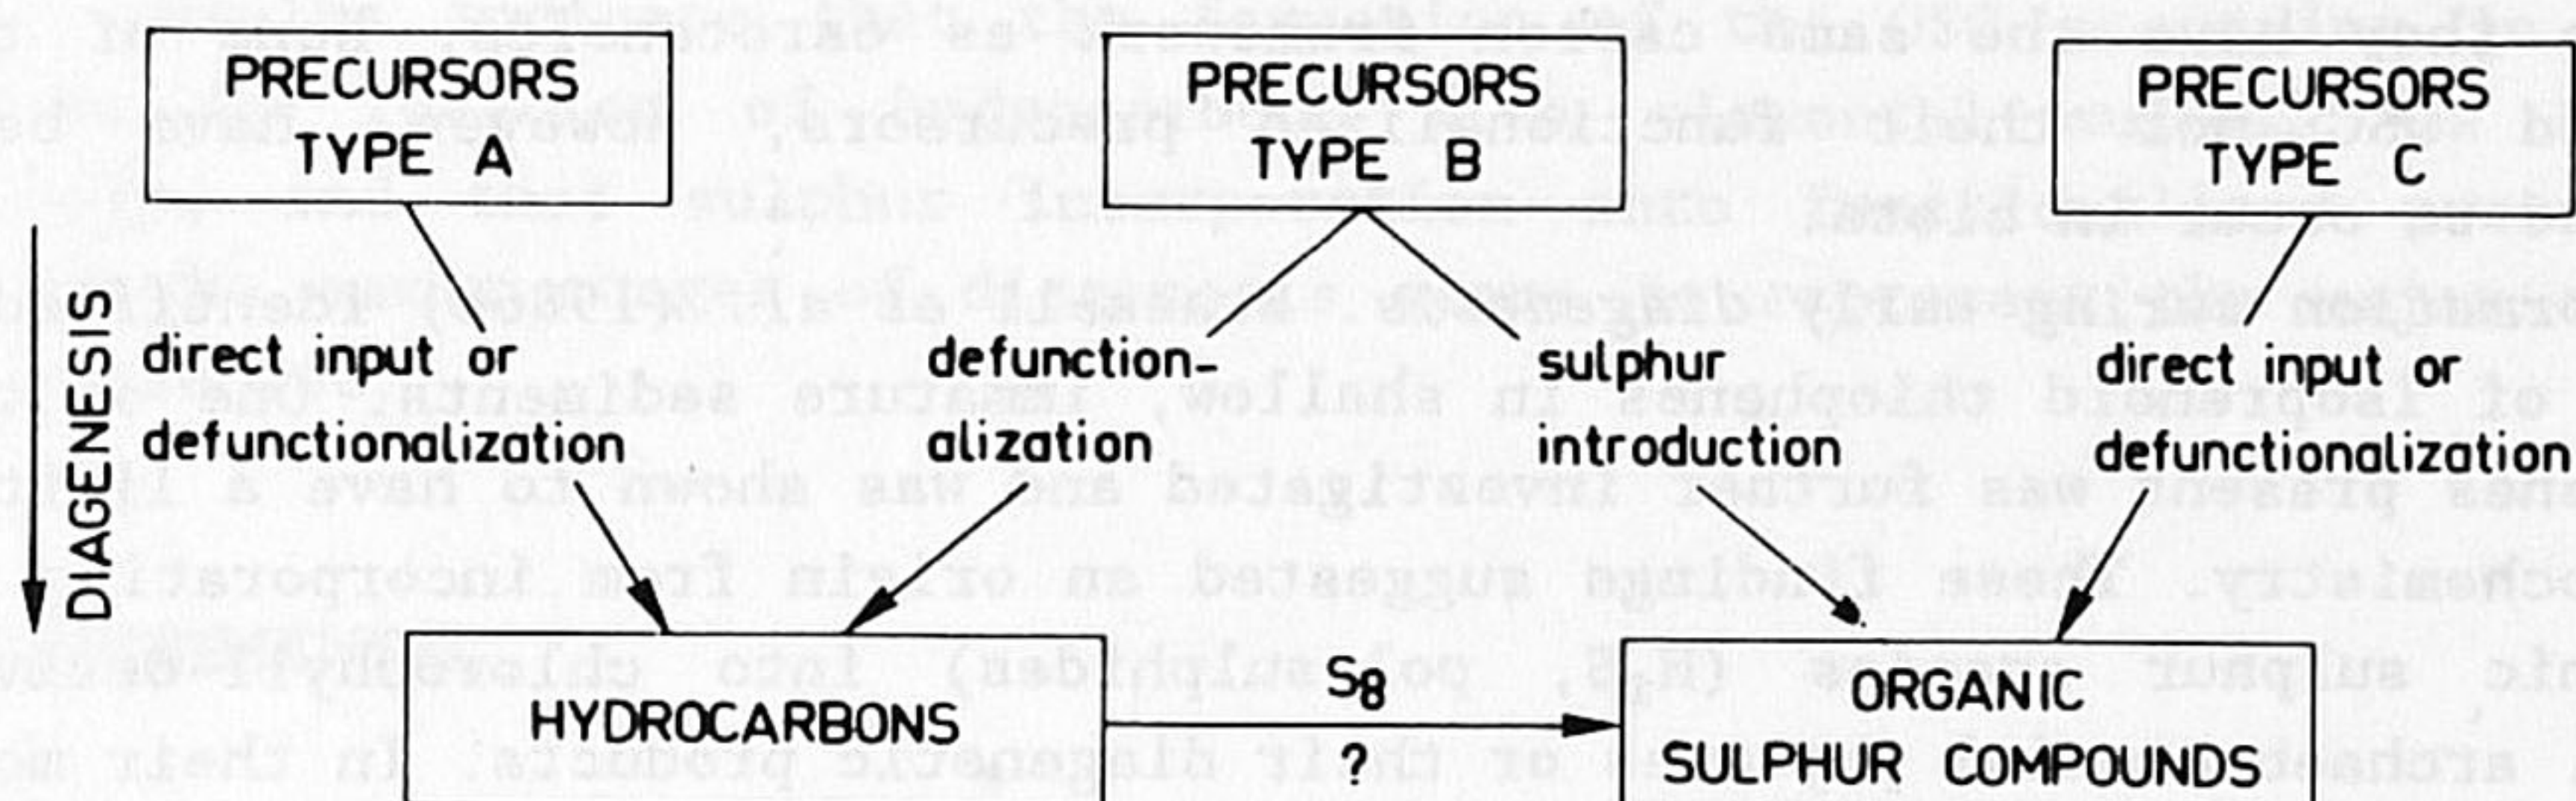 PRECURSORS
TYPE A
PRECURSORS
TYPE B
PRECURSORS
TYPE C
DIAGENESIS
direct input or
defunctionalization
defunction-
alization
sulphur
introduction
direct input or
defunctionalization
HYDROCARBONS
S8
?
ORGANIC
SULPHUR COMPOUNDS